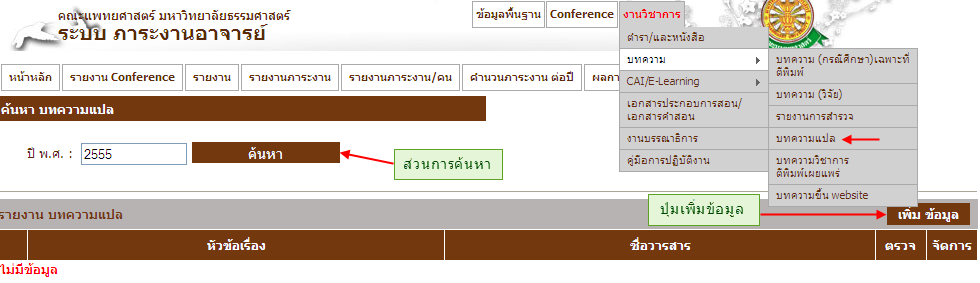 คณะแพทยศาสตร์ มหาวิทยาลัยธรรมศาสตร์
ระบบ ภาระงานอาจารย์
ข้อมูลพื้นฐาน Conference งานวิชาการ
ตำรา/และหนังสือ
บทความ
CAI/E-Learning
เอกสารประกอบการสอน/
เอกสารคำสอน
งานบรรณาธิการ
คู่มือการปฏิบัติงาน
บทความ (กรณีศึกษา)เฉพาะที่
ตีพิมพ์
บทความ (วิจัย)
รายงานการสำรวจ
บทความแปล
บทความวิชาการ
ตีพิมพ์เผยแพร่
บทความขึ้น website
หน้าหลัก รายงาน Conference รายงาน รายงานภาระงาน รายงานภาระงาน/คน คำนวนภาระงาน ต่อปี ผลกา
ค้นหา บทความแปล
ปี พ.ศ. : 2555 ค้นหา
ส่วนการค้นหา
ปุ่มเพิ่มข้อมูล
รายงาน บทความแปล เพิ่ม ข้อมูล
หัวข้อเรื่อง ชื่อวารสาร ตรวจ จัดการ
ไม่มีข้อมูล